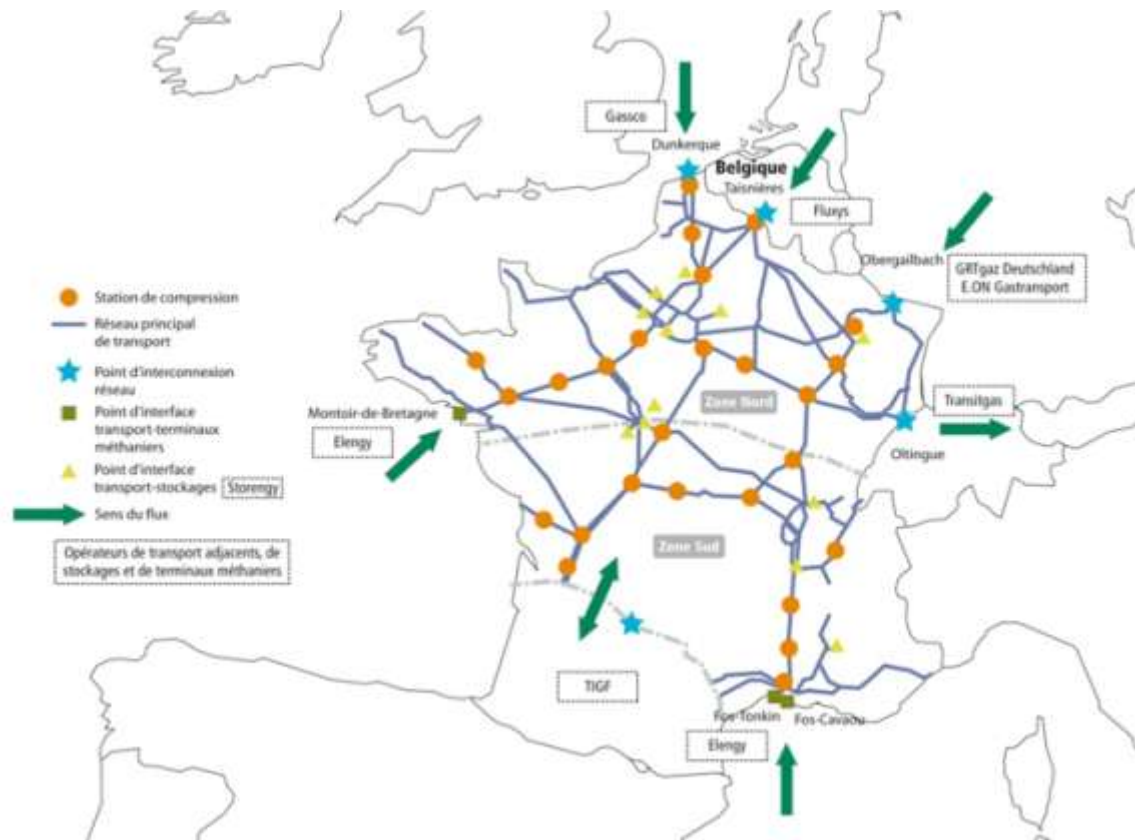 Gassco
Dunkerque
Belgique
Taisnières
Fluxys
Obergailbach
GRTgaz Deutschland
E.ON Gastransport
Station de compression
Réseau principal
de transport
Point d'interconnexion
réseau
Point d'interface
transport-terminaux
méthaniers
Point d'interface
transport-stockages Storengy
Sens du flux
Opérateurs de transport adjacents, de
stockages et de terminaux méthaniers
Montoir-de-Bretagne
Elengy
Zone Nord
Transitgas
Oltingue
Zone Sud
TIGF
Fos-Tonkin
Fos-Cavaou
Elengy